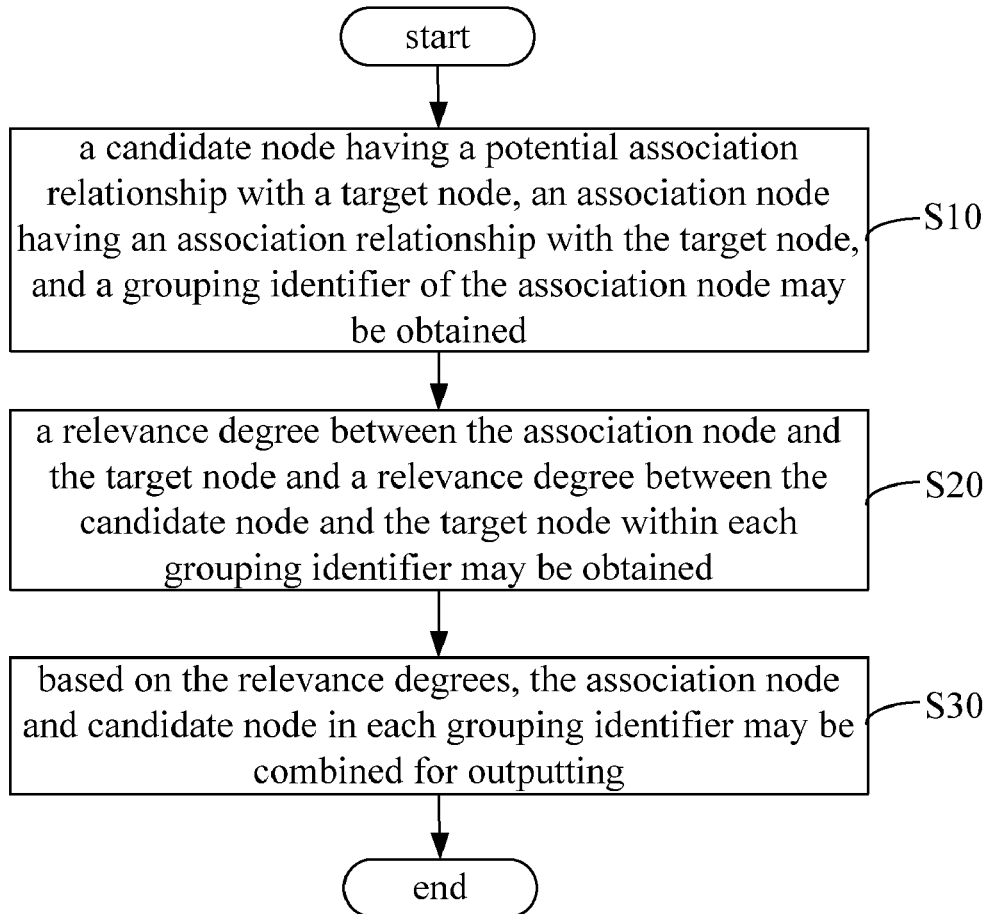 start
a candidate node having a potential association
relationship with a target node, an association node
having an association relationship with the target node,
and a grouping identifier of the association node may
be obtained
S10
a relevance degree between the association node and
the target node and a relevance degree between the
candidate node and the target node within each
grouping identifier may be obtained
S20
based on the relevance degrees, the association node
and candidate node in each grouping identifier may be
combined for outputting
S30
end